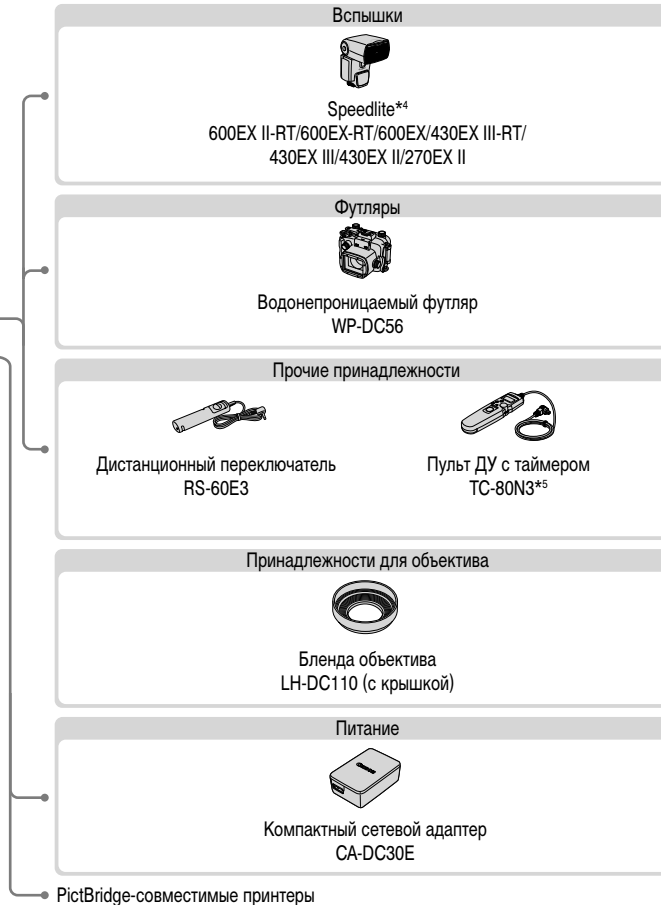 Вспышки
Speedlite*4
600EX II-RT/600EX-RT/600EX/430EX III-RT/
430EX III/430EX II/270EX II
Футляры
Водонепроницаемый футляр
WP-DC56
Прочие принадлежности
Дистанционный переключатель
RS-60E3
Пульт ДУ с таймером
TC-80N3*5
Принадлежности для объектива
Бленда объектива
LH-DC110 (с крышкой)
Питание
Canon
Компактный сетевой адаптер
CA-DC30E
PictBridge-совместимые принтеры